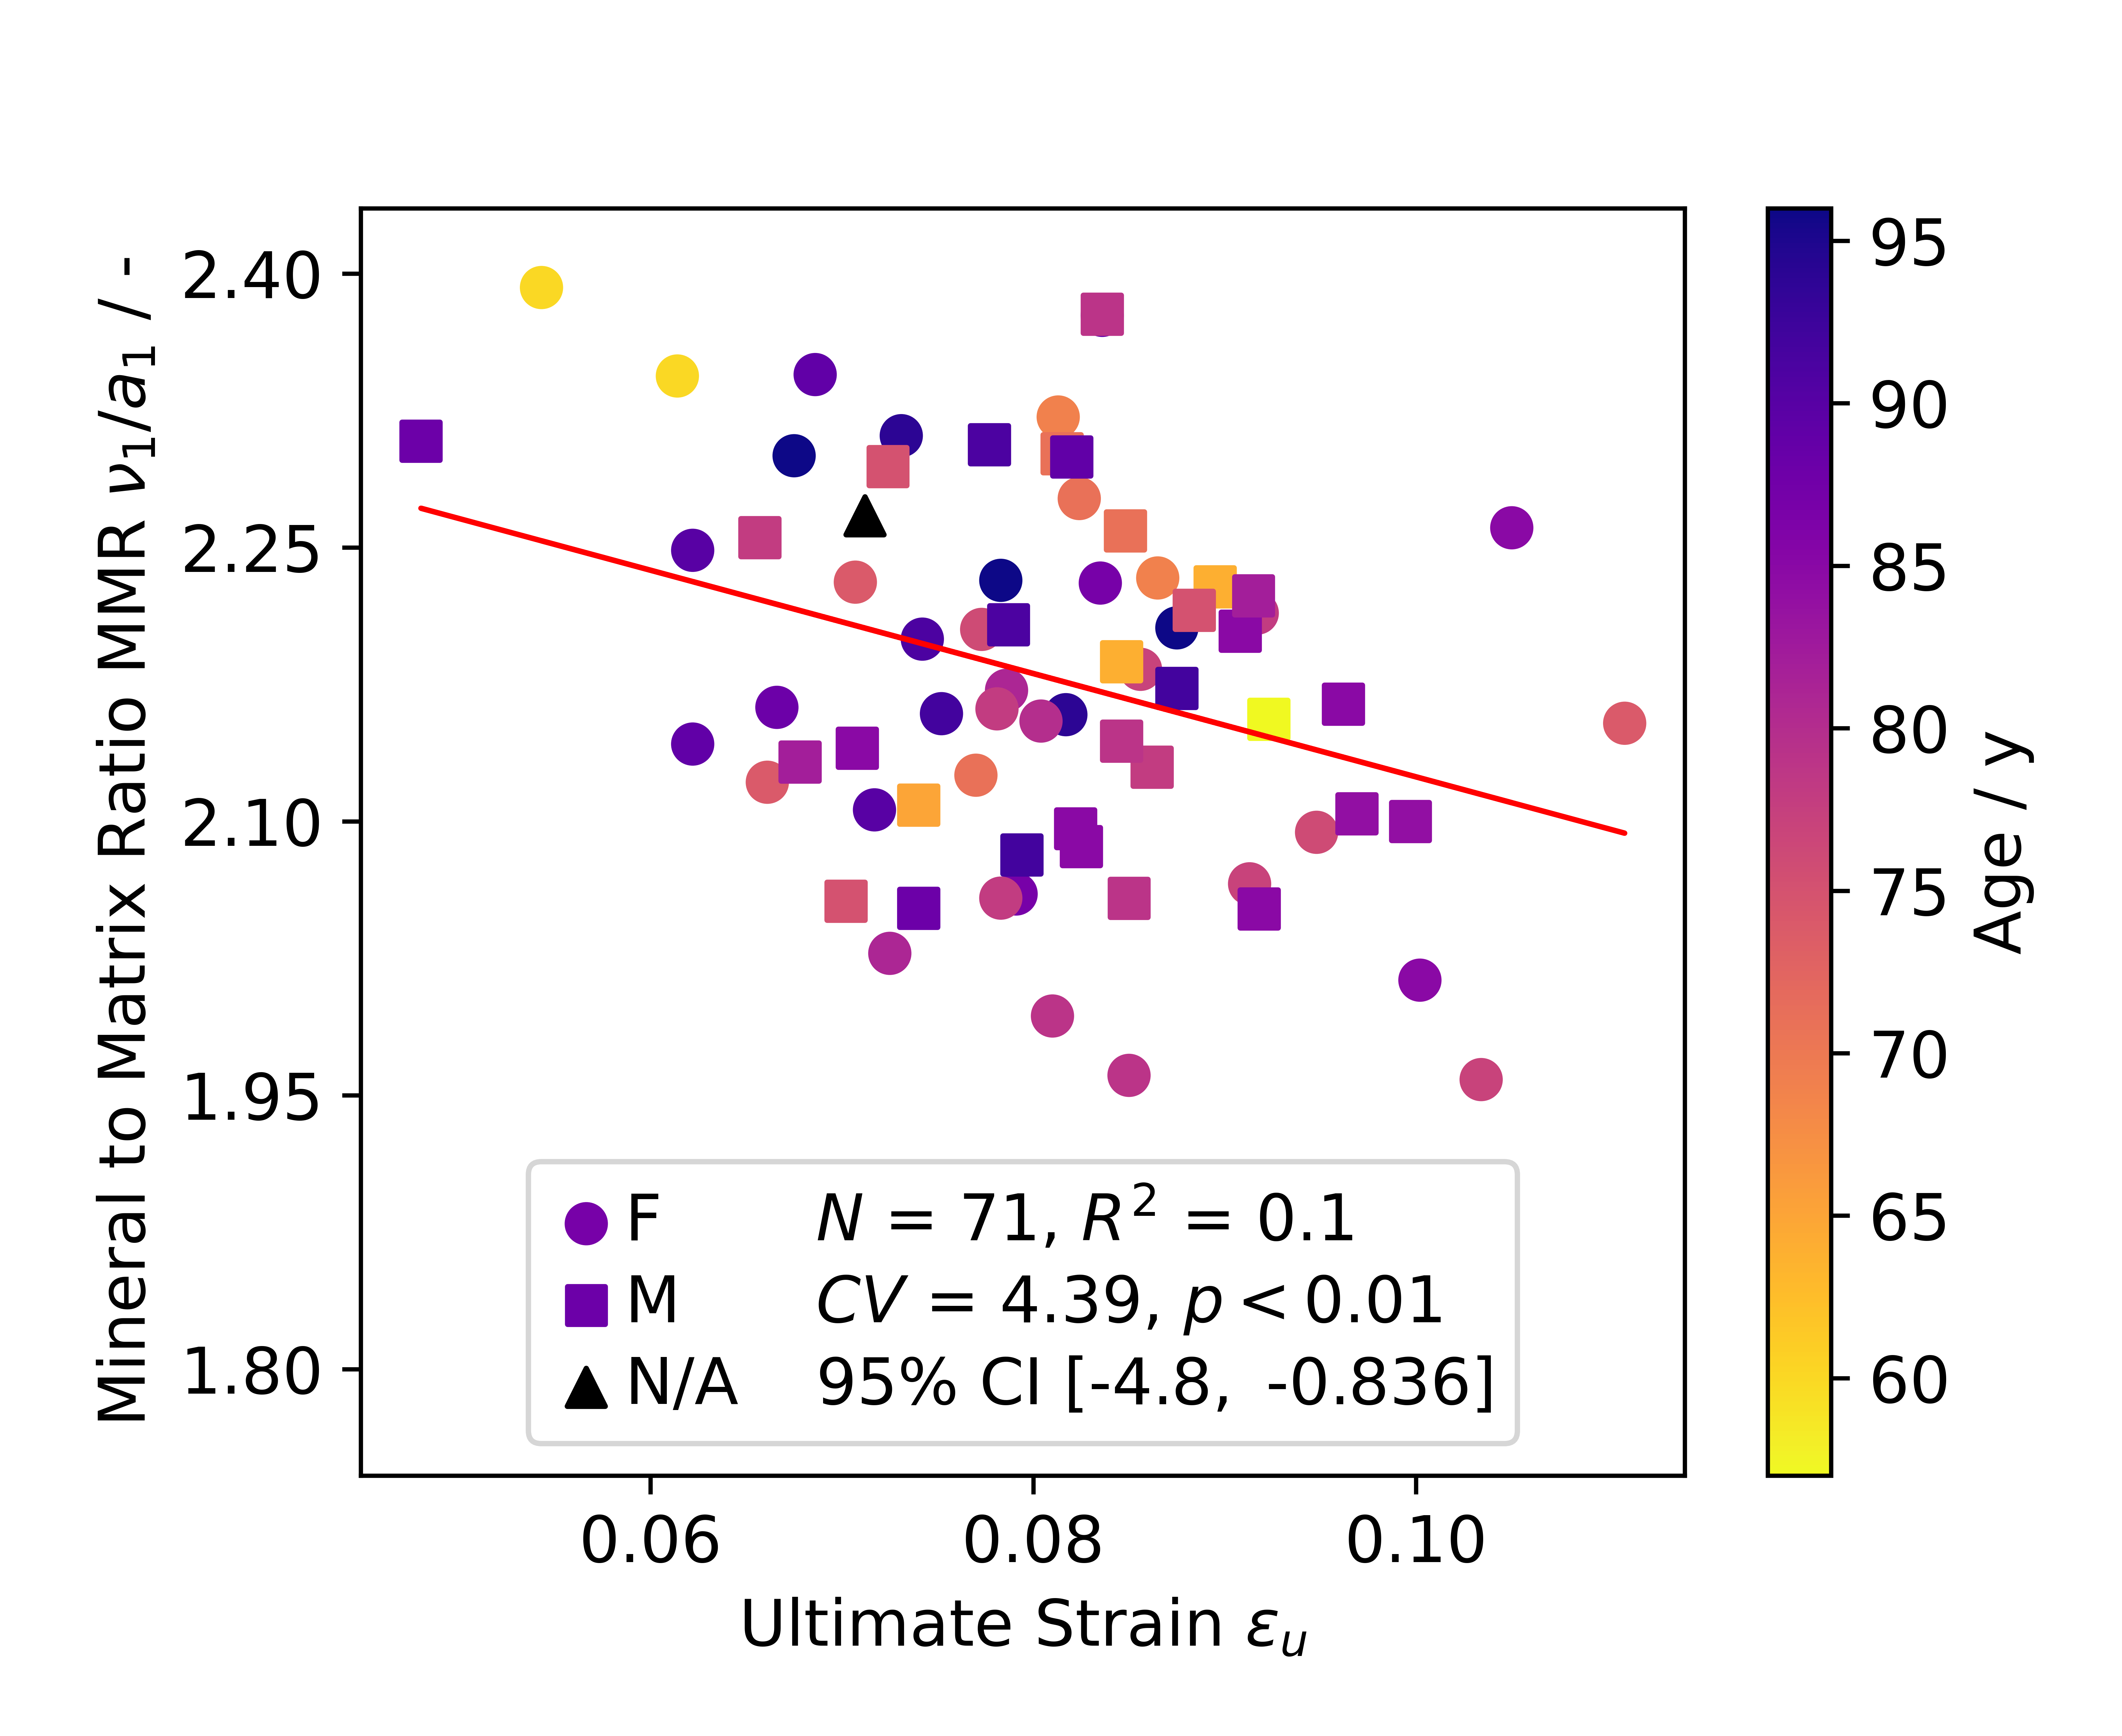 Mineral to Matrix Ratio MMR ν₁/a₁ / -
2.40
2.25
2.10
1.95
1.80
F N = 71, R² = 0.1
M CV = 4.39, p < 0.01
N/A 95% CI [-4.8, -0.836]
0.06 0.08 0.10
Ultimate Strain εᵤ
95
90
85
80
75
70
65
60
Age / y